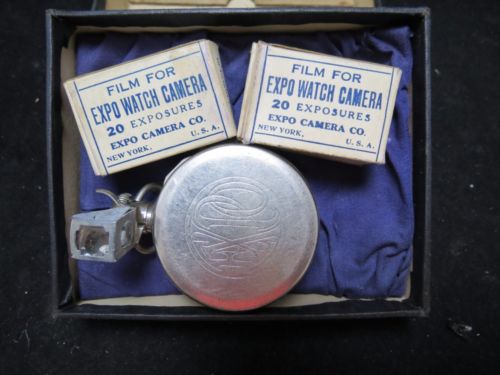 FILM FOR
EXPO WATCH CAMERA
20 EXPOSURES
EXPO CAMERA CO.
NEW YORK, U.S.A.
FILM FOR
EXPO WATCH CAMERA
20 EXPOSURES
EXPO CAMERA CO.
NEW YORK, U.S.A.
EXPO